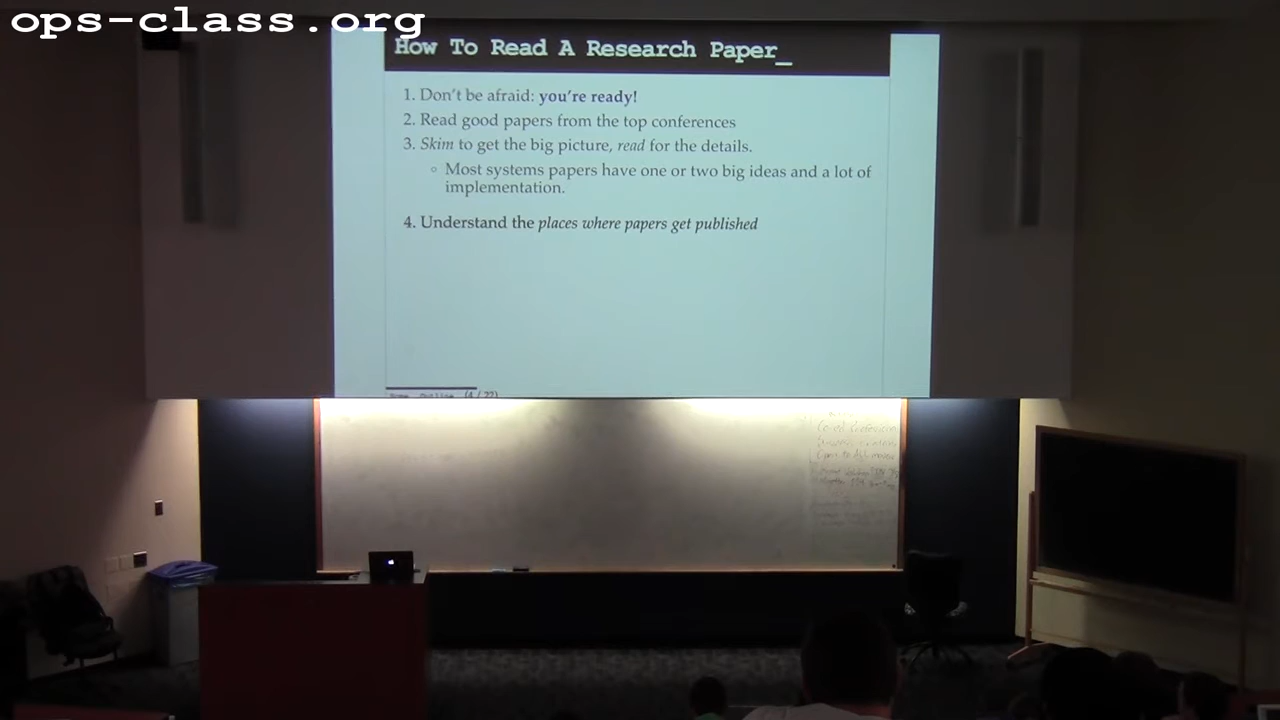 ops-class.org
How To Read A Research Paper_
1. Don't be afraid: you're ready!
2. Read good papers from the top conferences
3. Skim to get the big picture, read for the details.
◦ Most systems papers have one or two big ideas and a lot of
implementation.
4. Understand the places where papers get published
(4 / 22)